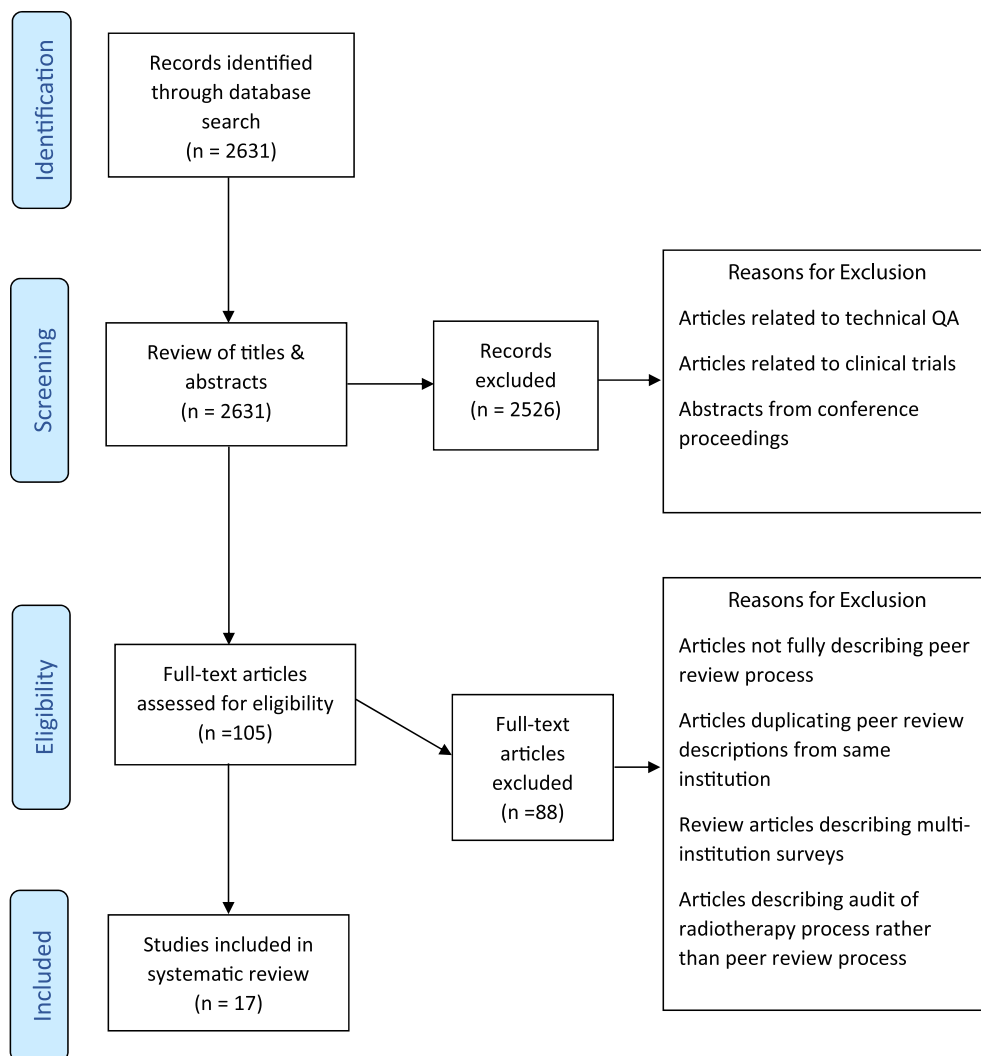 Identification
Records identified
through database
search
(n = 2631)
Screening
Review of titles &
abstracts
(n = 2631)
Records
excluded
(n = 2526)
Reasons for Exclusion
Articles related to technical QA
Articles related to clinical trials
Abstracts from conference
proceedings
Eligibility
Full-text articles
assessed for eligibility
(n =105)
Full-text
articles
excluded
(n =88)
Reasons for Exclusion
Articles not fully describing peer
review process
Articles duplicating peer review
descriptions from same
institution
Review articles describing multi-
institution surveys
Articles describing audit of
radiotherapy process rather
than peer review process
Included
Studies included in
systematic review
(n = 17)